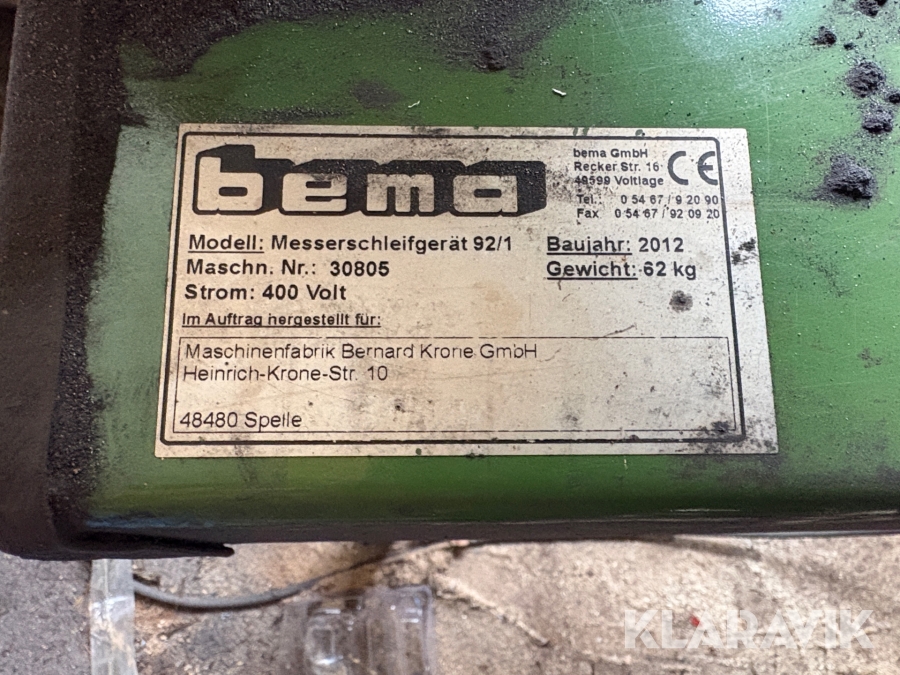 bema
bema GmbH
Recker Str. 16
49599 Voltlage
Tel.: 0 54 67 / 9 20 90
Fax 0 54 67 / 92 09 20
CE
Modell: Messerschleifgerät 92/1
Baujahr: 2012
Maschn. Nr.: 30805
Gewicht: 62 kg
Strom: 400 Volt
Im Auftrag hergestellt für:
Maschinenfabrik Bernard Krone GmbH
Heinrich-Krone-Str. 10
48480 Spelle
KLARAVIK